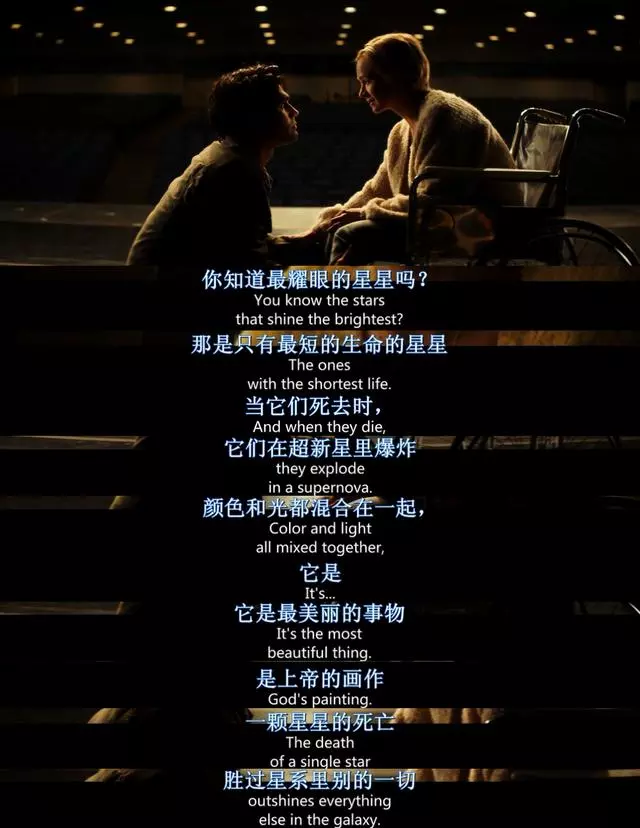 你知道最耀眼的星星吗？
You know the stars
that shine the brightest?
那是只有最短的生命的星星
The ones
with the shortest life.
当它们死去时，
And when they die,
它们在超新星里爆炸
they explode
in a supernova.
颜色和光都混合在一起，
Color and light
all mixed together,
它是
It's...
它是最美丽的事物
It's the most
beautiful thing.
是上帝的画作
God's painting.
一颗星星的死亡
The death
of a single star
胜过星系里别的一切
outshines everything
else in the galaxy.